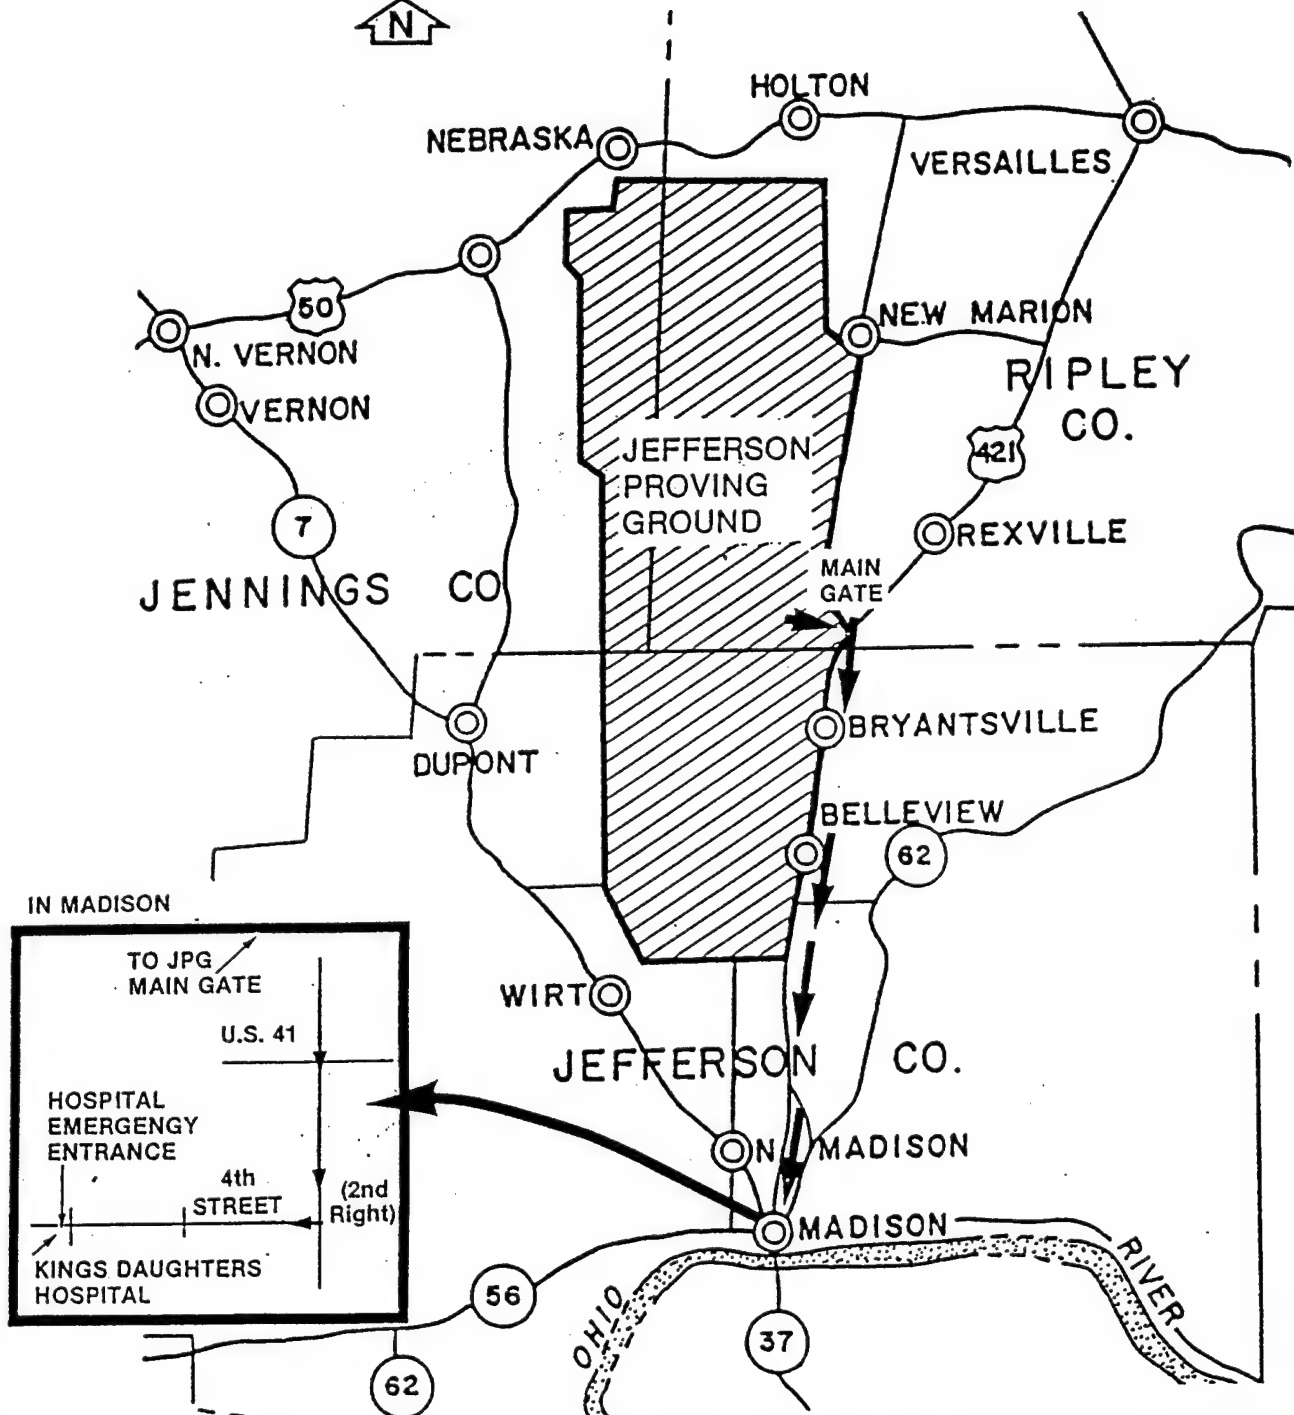 N
HOLTON
NEBRASKA
VERSAILLES
50
NEW MARION
N. VERNON
RIPLEY
CO.
VERNON
421
JEFFERSON
PROVING
GROUND
7
REXVILLE
MAIN
GATE
JENNINGS CO
BRYANTSVILLE
DUPONT
BELLEVIEW
62
IN MADISON
TO JPG
MAIN GATE
WIRT
U.S. 41
JEFFERSON CO.
HOSPITAL
EMERGENGY
ENTRANCE
N MADISON
4th
STREET
(2nd
Right)
MADISON
KINGS DAUGHTERS'
HOSPITAL
56
OHIO
RIVER
37
62